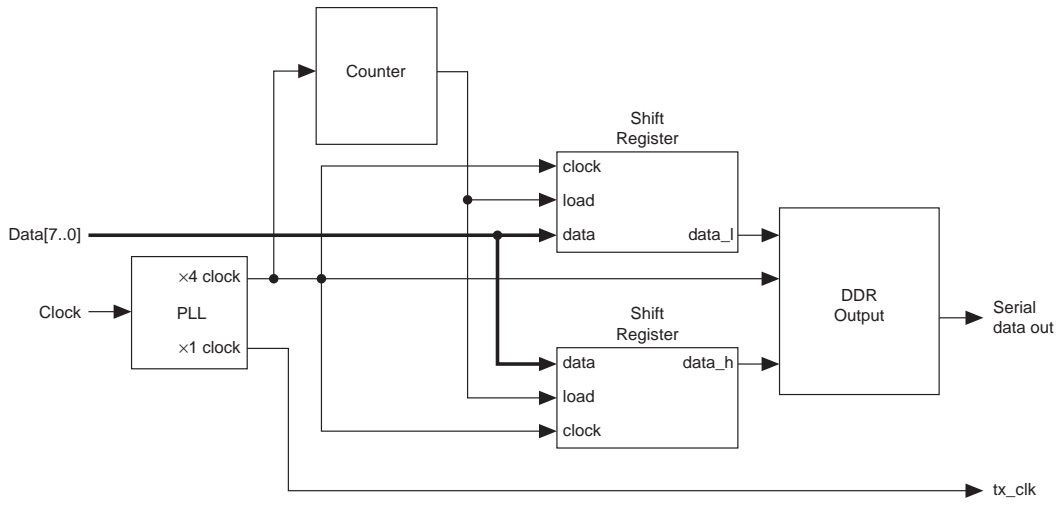 Counter
Shift
Register
clock
load
data
data_l
Data[7..0]
×4 clock
PLL
×1 clock
Clock
DDR
Output
Serial
data out
Shift
Register
data
data_h
load
clock
tx_clk